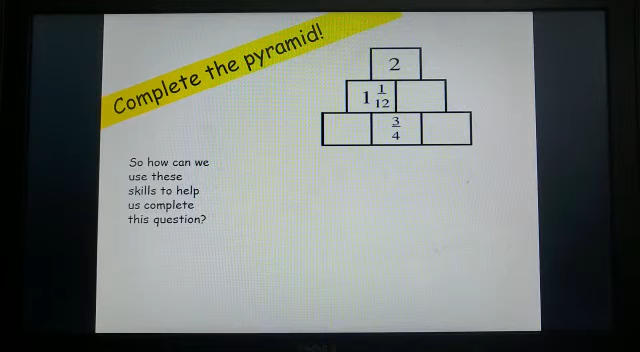 Complete the pyramid!
2
1 1/12
3/4
So how can we
use these
skills to help
us complete
this question?